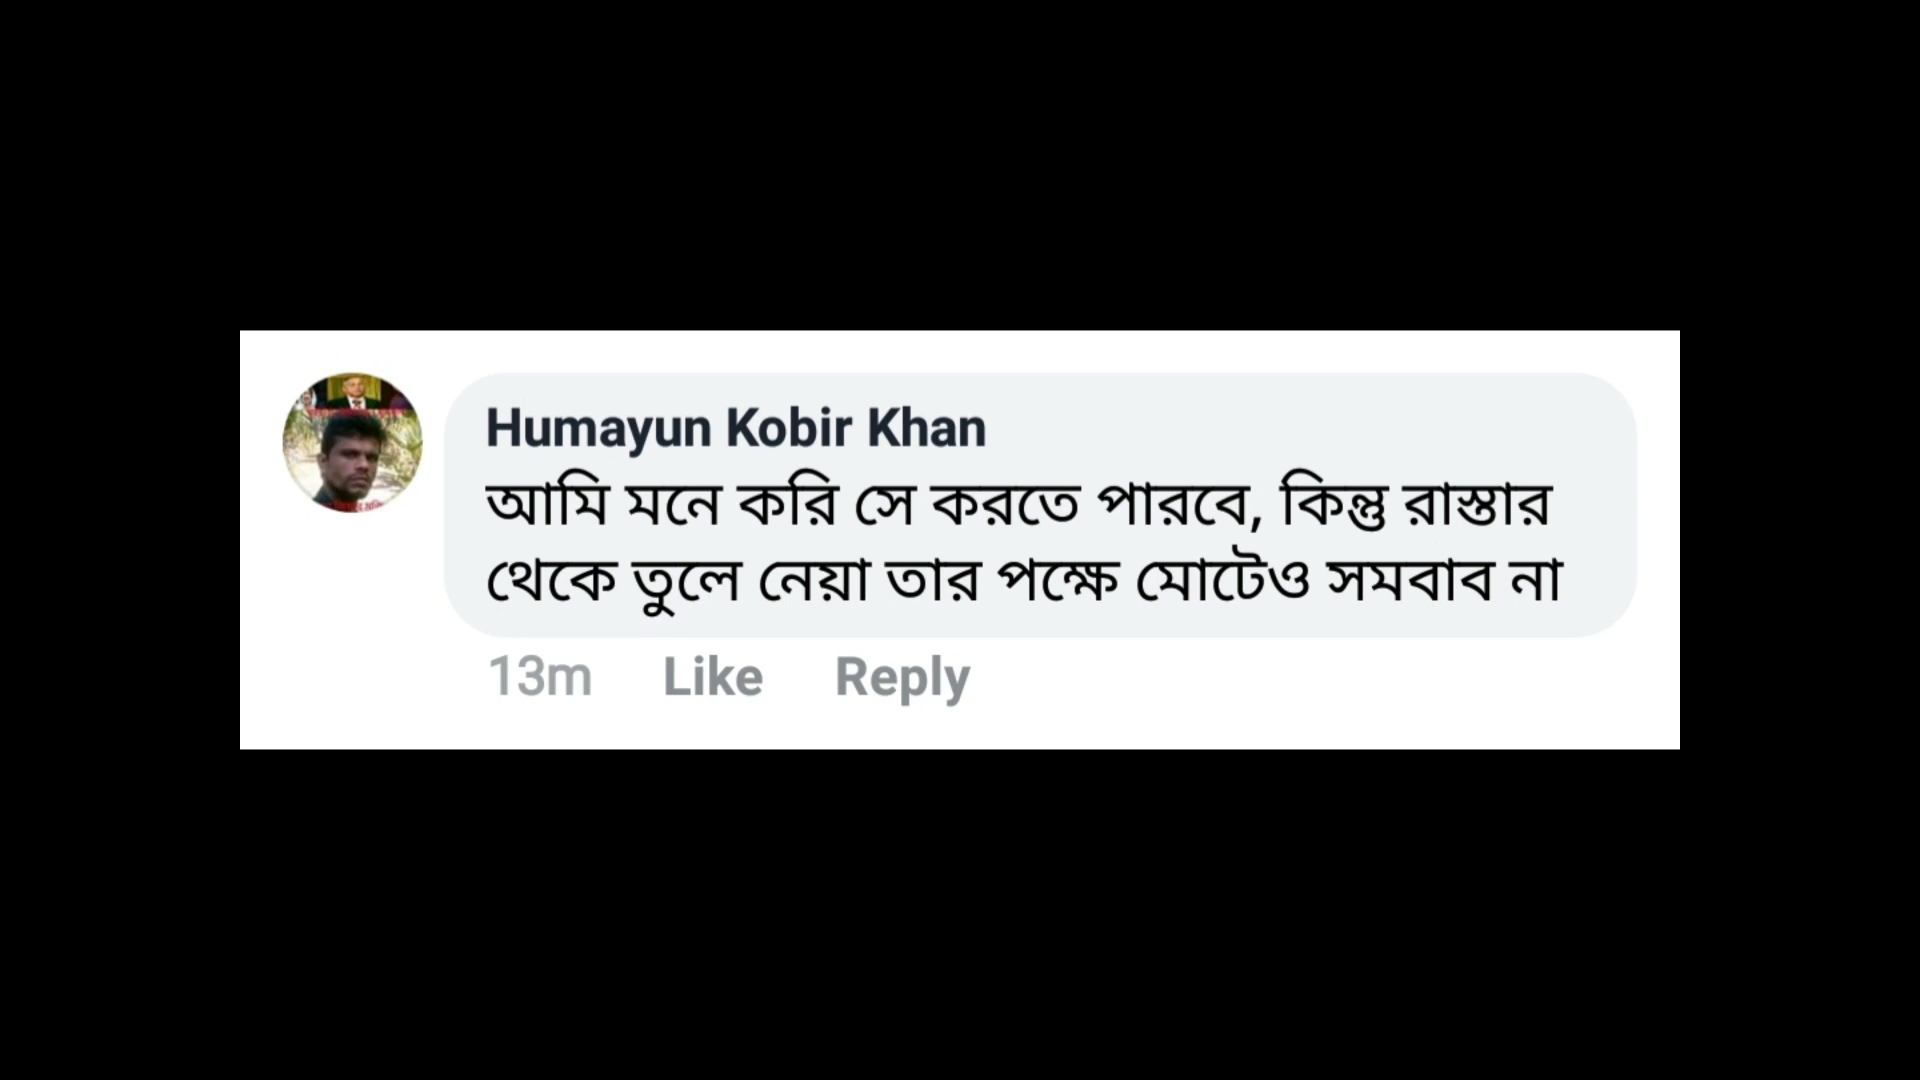 Humayun Kobir Khan
আমি মনে করি সে করতে পারবে, কিন্তু রাস্তার
থেকে তুলে নেয়া তার পক্ষে মোটেও সমবাব না
13m Like Reply